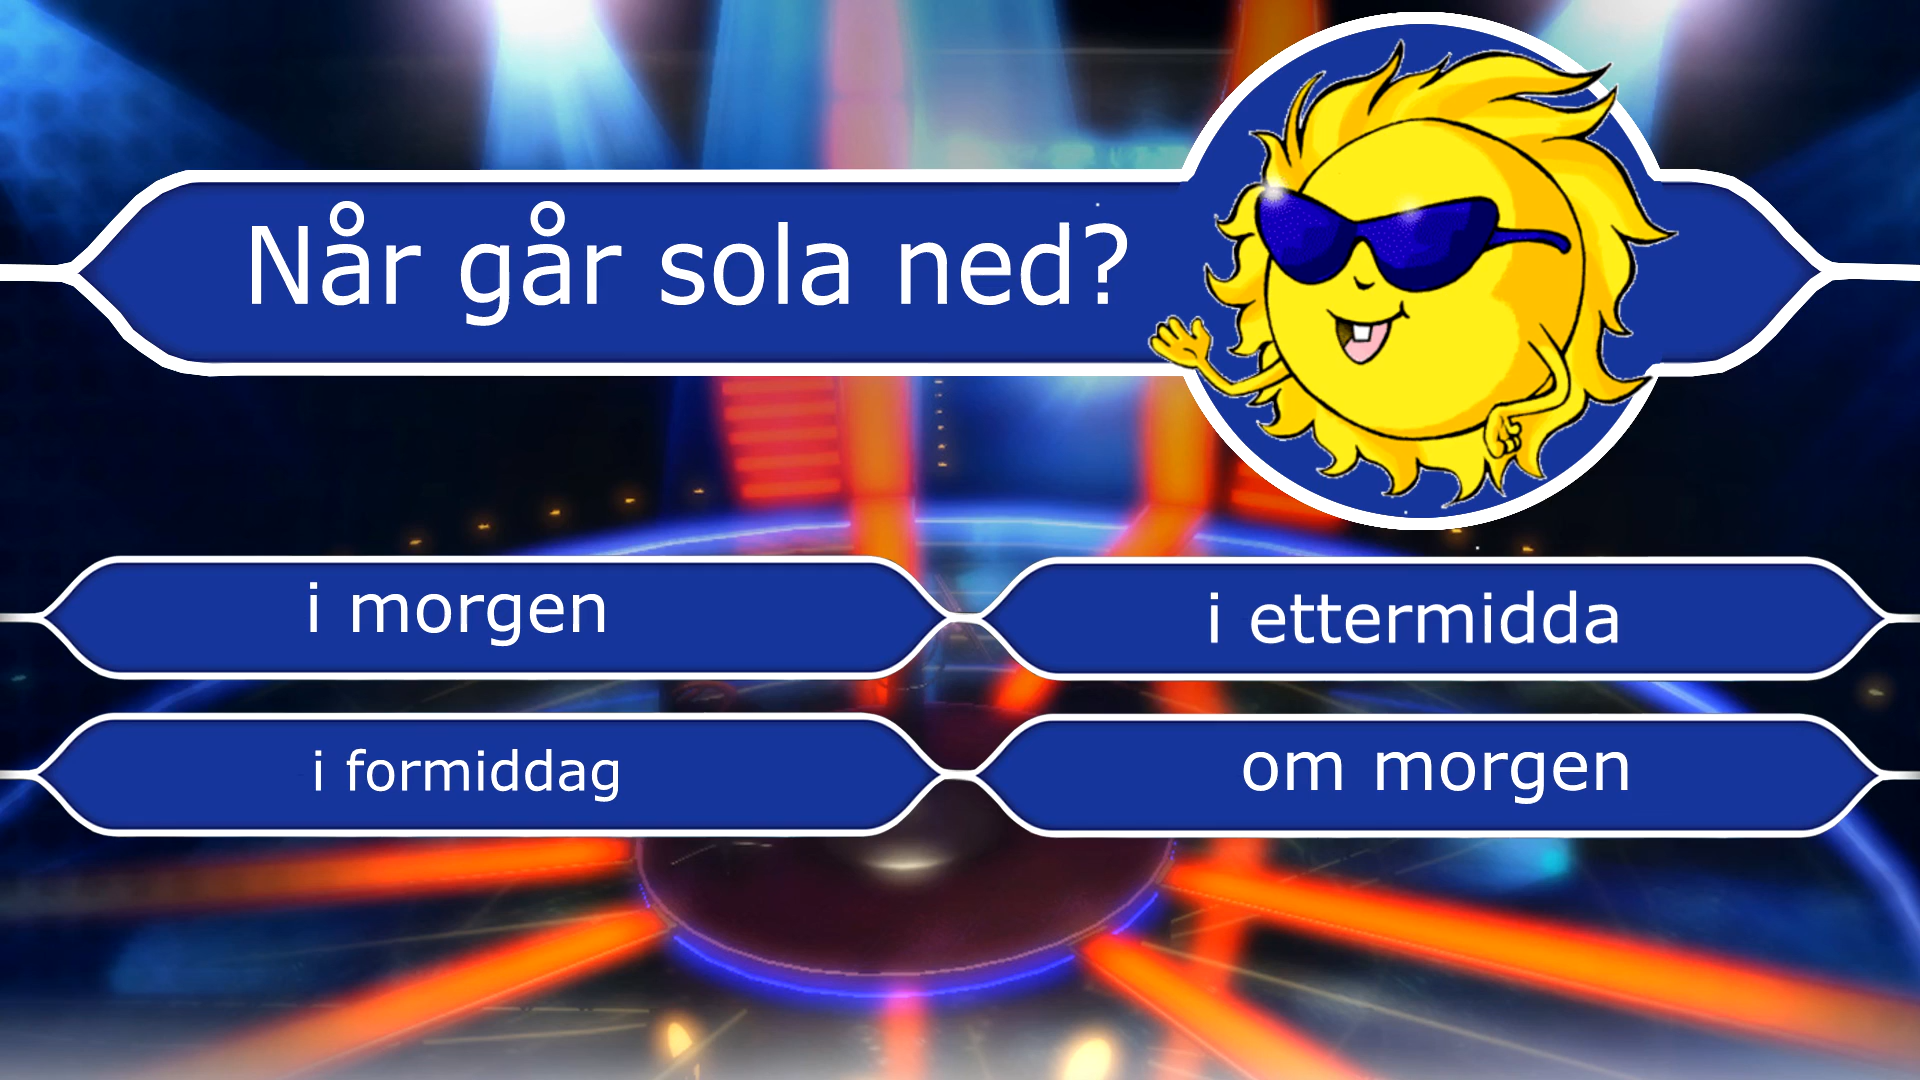 Når går sola ned?
i morgen
i ettermidda
i formiddag
om morgen